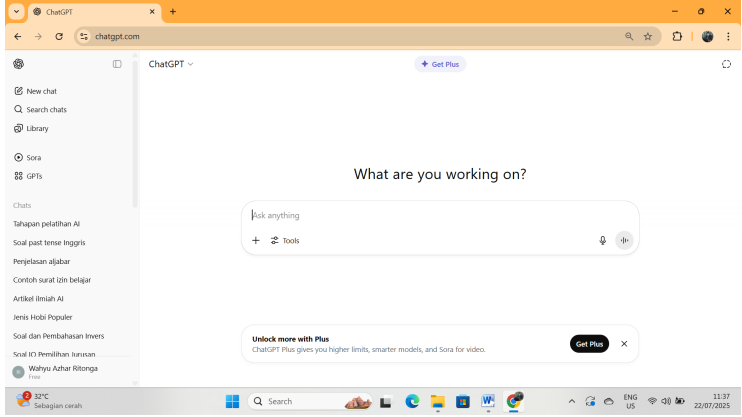 ChatGPT
chatgpt.com
ChatGPT
Get Plus
New chat
Search chats
Library
Sora
GPTs
Chats
Tahapan pelatihan AI
Soal past tense Inggris
Penjelasan aljabar
Contoh surat izin belajar
Artikel ilmiah AI
Jenis Hobi Populer
Soal dan Pembahasan Invers
Soal IQ Pemilihan Jurusan
Wahyu Azhar Ritonga
Free
What are you working on?
Ask anything
Tools
Unlock more with Plus
ChatGPT Plus gives you higher limits, smarter models, and Sora for video.
Get Plus
2
32°C
Sebagian cerah
Search
ENG
US
11:37
22/07/2025